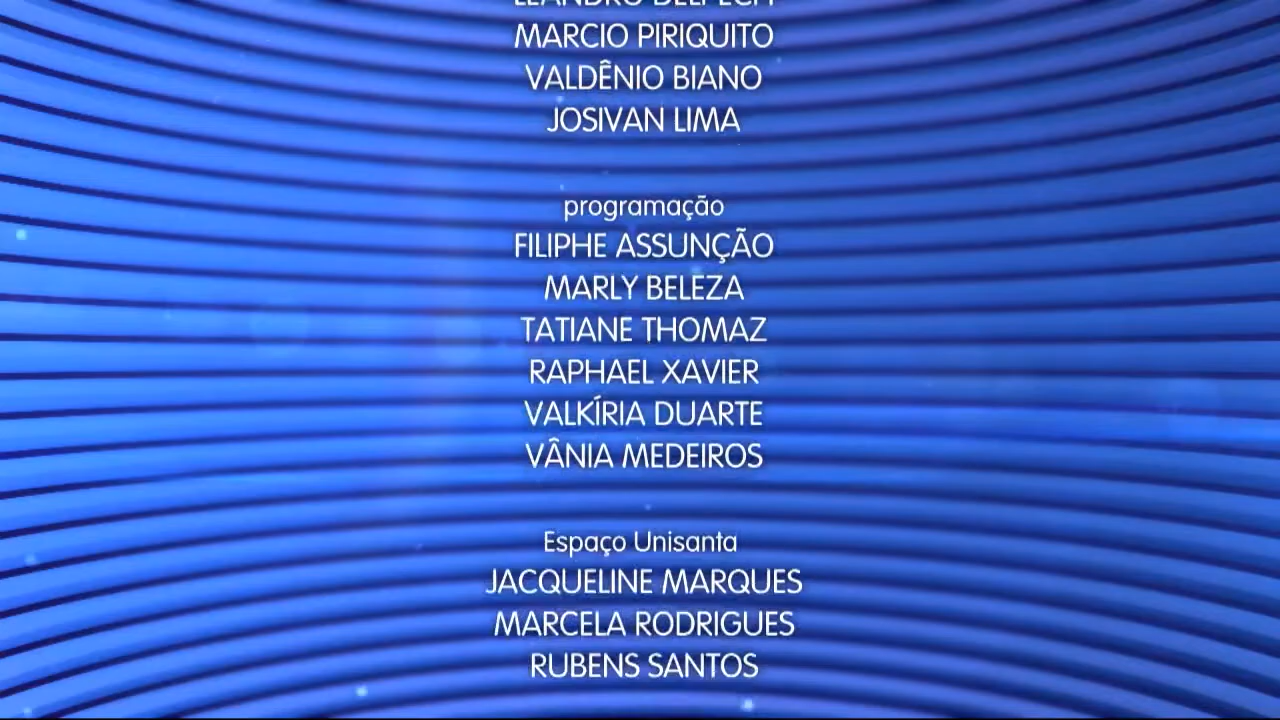 MARCIO PIRIQUITO
VALDÊNIO BIANO
JOSIVAN LIMA
programação
FILIPHE ASSUNÇÃO
MARLY BELEZA
TATIANE THOMAZ
RAPHAEL XAVIER
VALKÍRIA DUARTE
VÂNIA MEDEIROS
Espaço Unisanta
JACQUELINE MARQUES
MARCELA RODRIGUES
RUBENS SANTOS